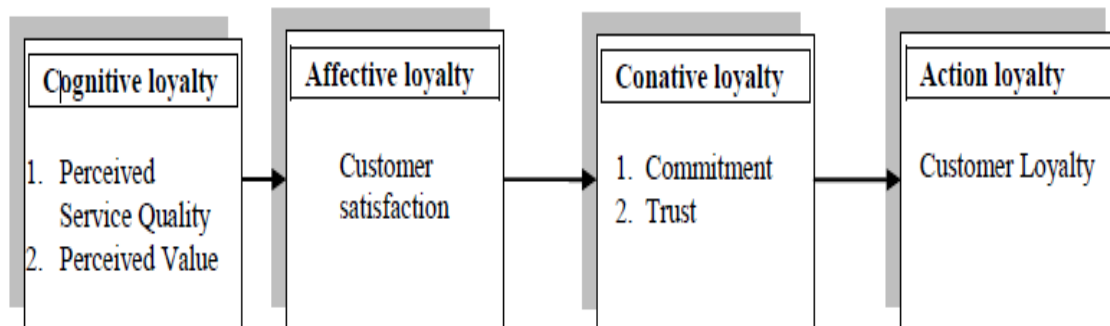 Cognitive loyalty
1. Perceived
Service Quality
2. Perceived Value
Affective loyalty
Customer
satisfaction
Conative loyalty
1. Commitment
2. Trust
Action loyalty
Customer Loyalty